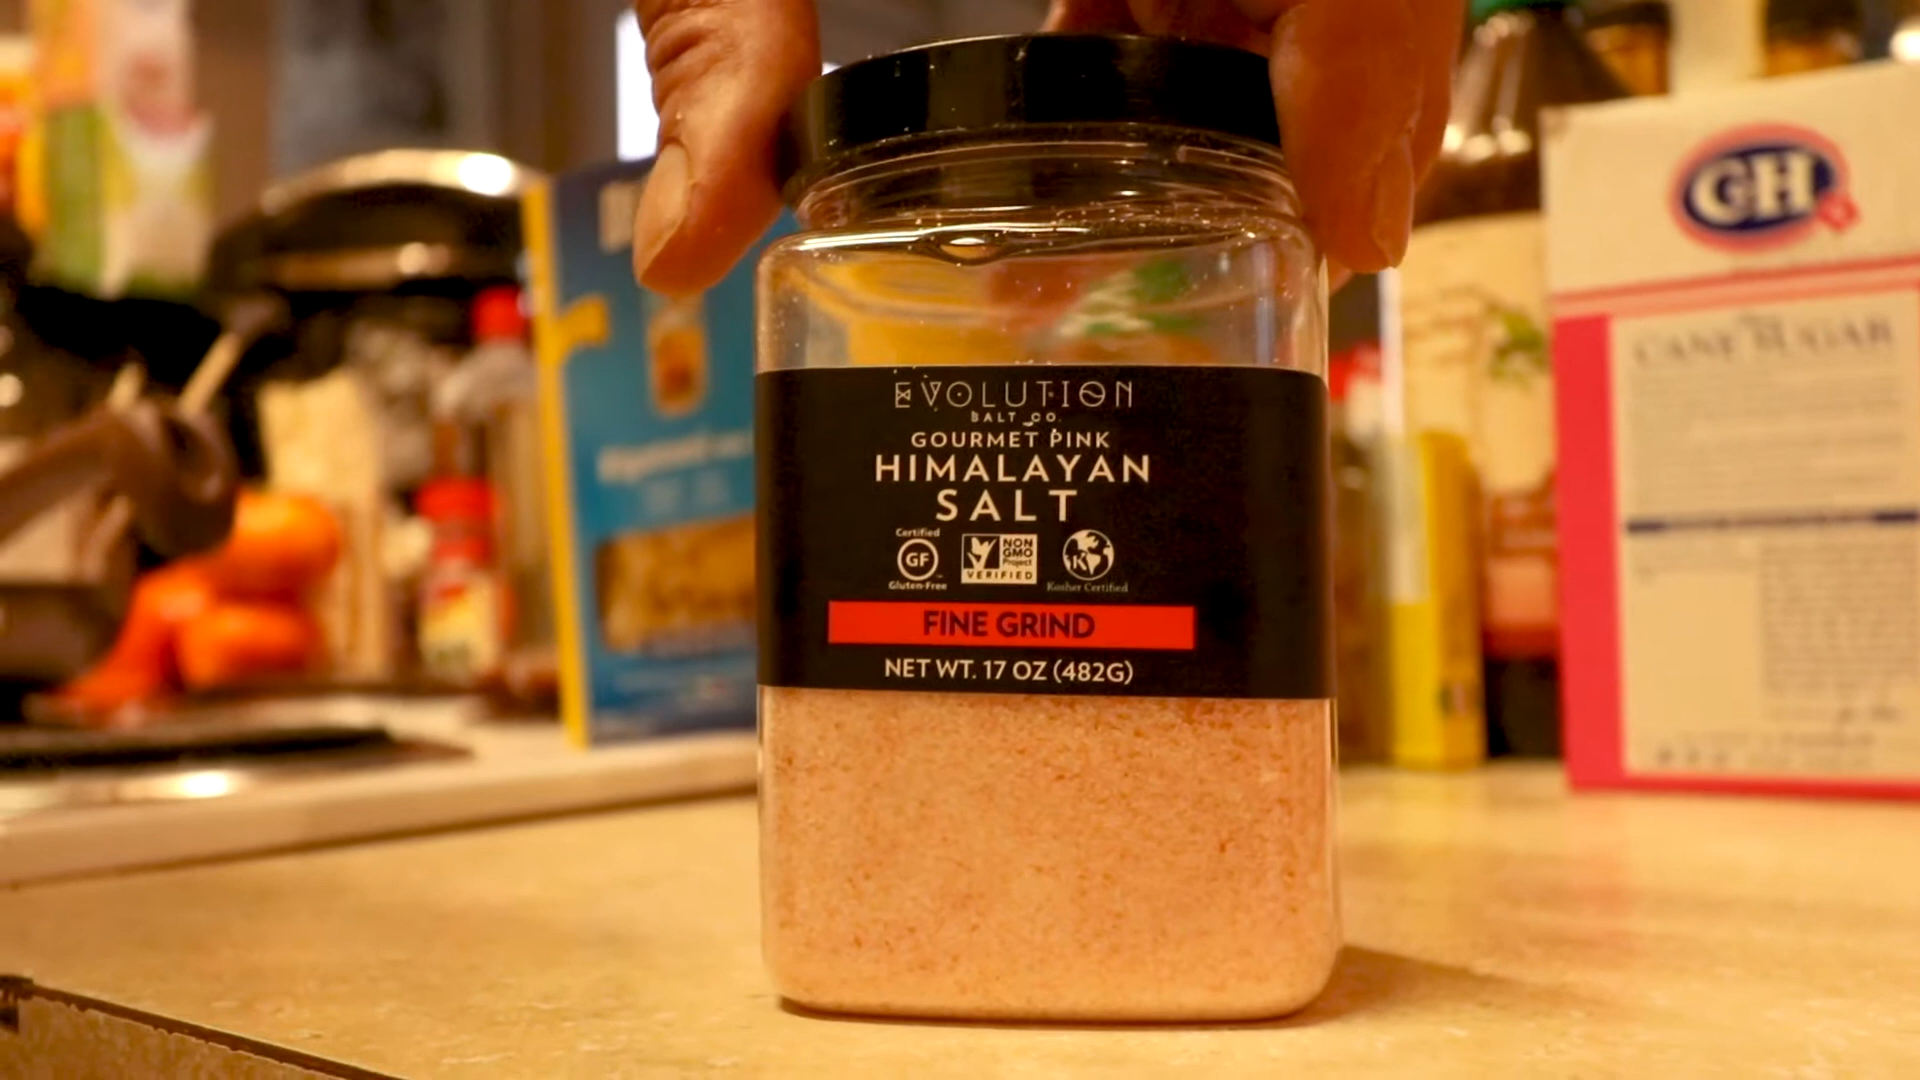 EVOLUTION
SALT CO.
GOURMET PINK
HIMALAYAN
SALT
Certified
GF
Gluten-Free
NON
GMO
Project
VERIFIED
K
Kosher Certified
FINE GRIND
NET WT. 17 OZ (482G)
C&H
CANE SUGAR